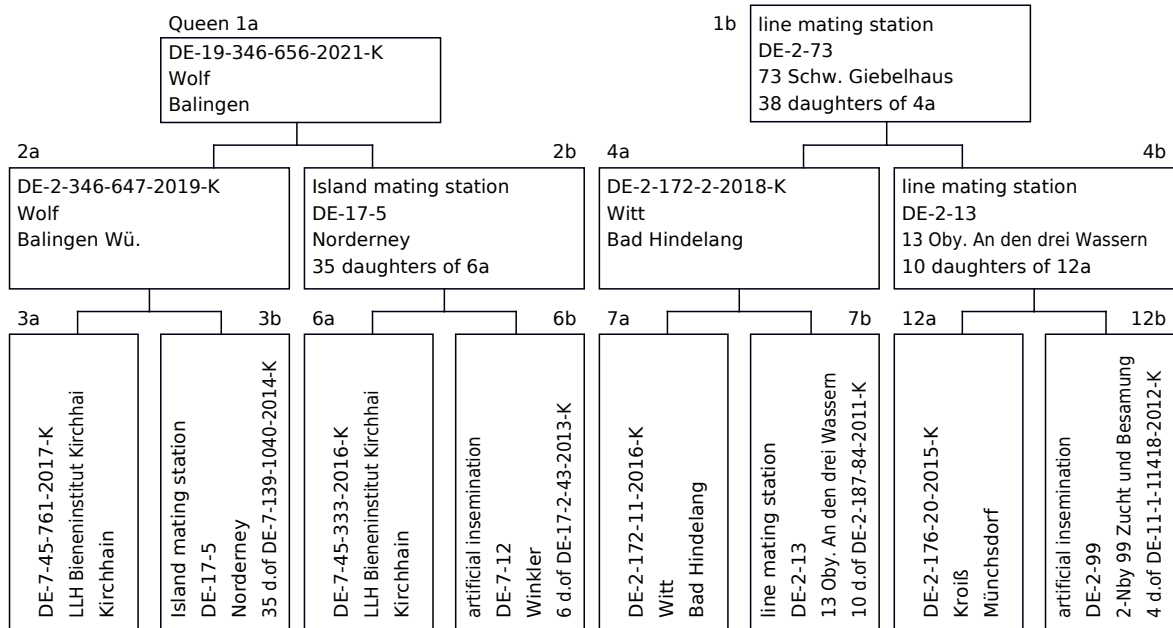 Queen 1a
DE-19-346-656-2021-K
Wolf
Balingen
1b
line mating station
DE-2-73
73 Schw. Giebelhaus
38 daughters of 4a
2a
DE-2-346-647-2019-K
Wolf
Balingen Wü.
2b
Island mating station
DE-17-5
Norderney
35 daughters of 6a
4a
DE-2-172-2-2018-K
Witt
Bad Hindelang
4b
line mating station
DE-2-13
13 Oby. An den drei Wassern
10 daughters of 12a
3a
DE-7-45-761-2017-K
LLH Bieneninstitut Kirchhai
Kirchhain
3b
Island mating station
DE-17-5
Norderney
35 d.of DE-7-139-1040-2014-K
6a
DE-7-45-333-2016-K
LLH Bieneninstitut Kirchhai
Kirchhain
6b
artificial insemination
DE-7-12
Winkler
6 d.of DE-17-2-43-2013-K
7a
DE-2-172-11-2016-K
Witt
Bad Hindelang
7b
line mating station
DE-2-13
13 Oby. An den drei Wassern
10 d.of DE-2-187-84-2011-K
12a
DE-2-176-20-2015-K
Kroiß
Münchsdorf
12b
artificial insemination
DE-2-99
2-Nby 99 Zucht und Besamung
4 d.of DE-11-1-11418-2012-K